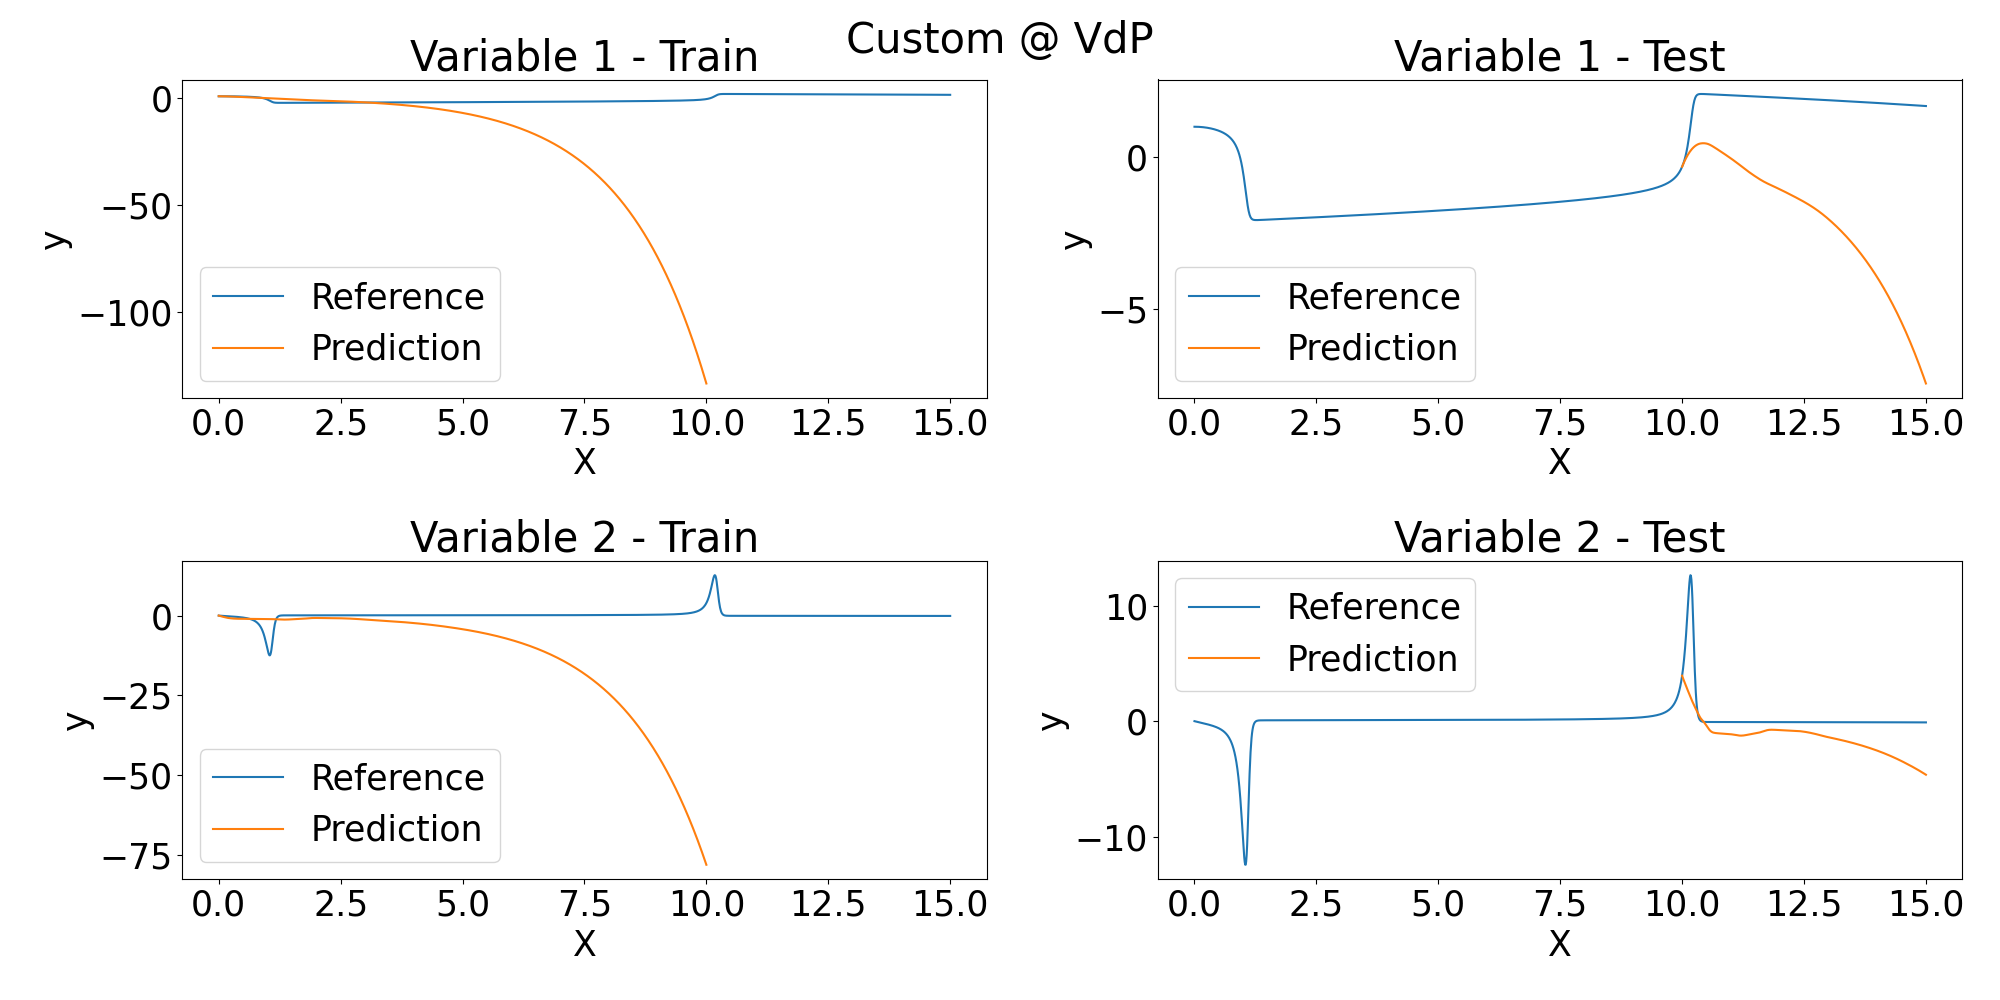 Custom @ VdP
Variable 1 - Train
0
−50
−100
y
Reference
Prediction
0.0 2.5 5.0 7.5 10.0 12.5 15.0
X
Variable 1 - Test
0
−5
y
Reference
Prediction
0.0 2.5 5.0 7.5 10.0 12.5 15.0
X
Variable 2 - Train
0
−25
−50
−75
y
Reference
Prediction
0.0 2.5 5.0 7.5 10.0 12.5 15.0
X
Variable 2 - Test
10
0
−10
y
Reference
Prediction
0.0 2.5 5.0 7.5 10.0 12.5 15.0
X